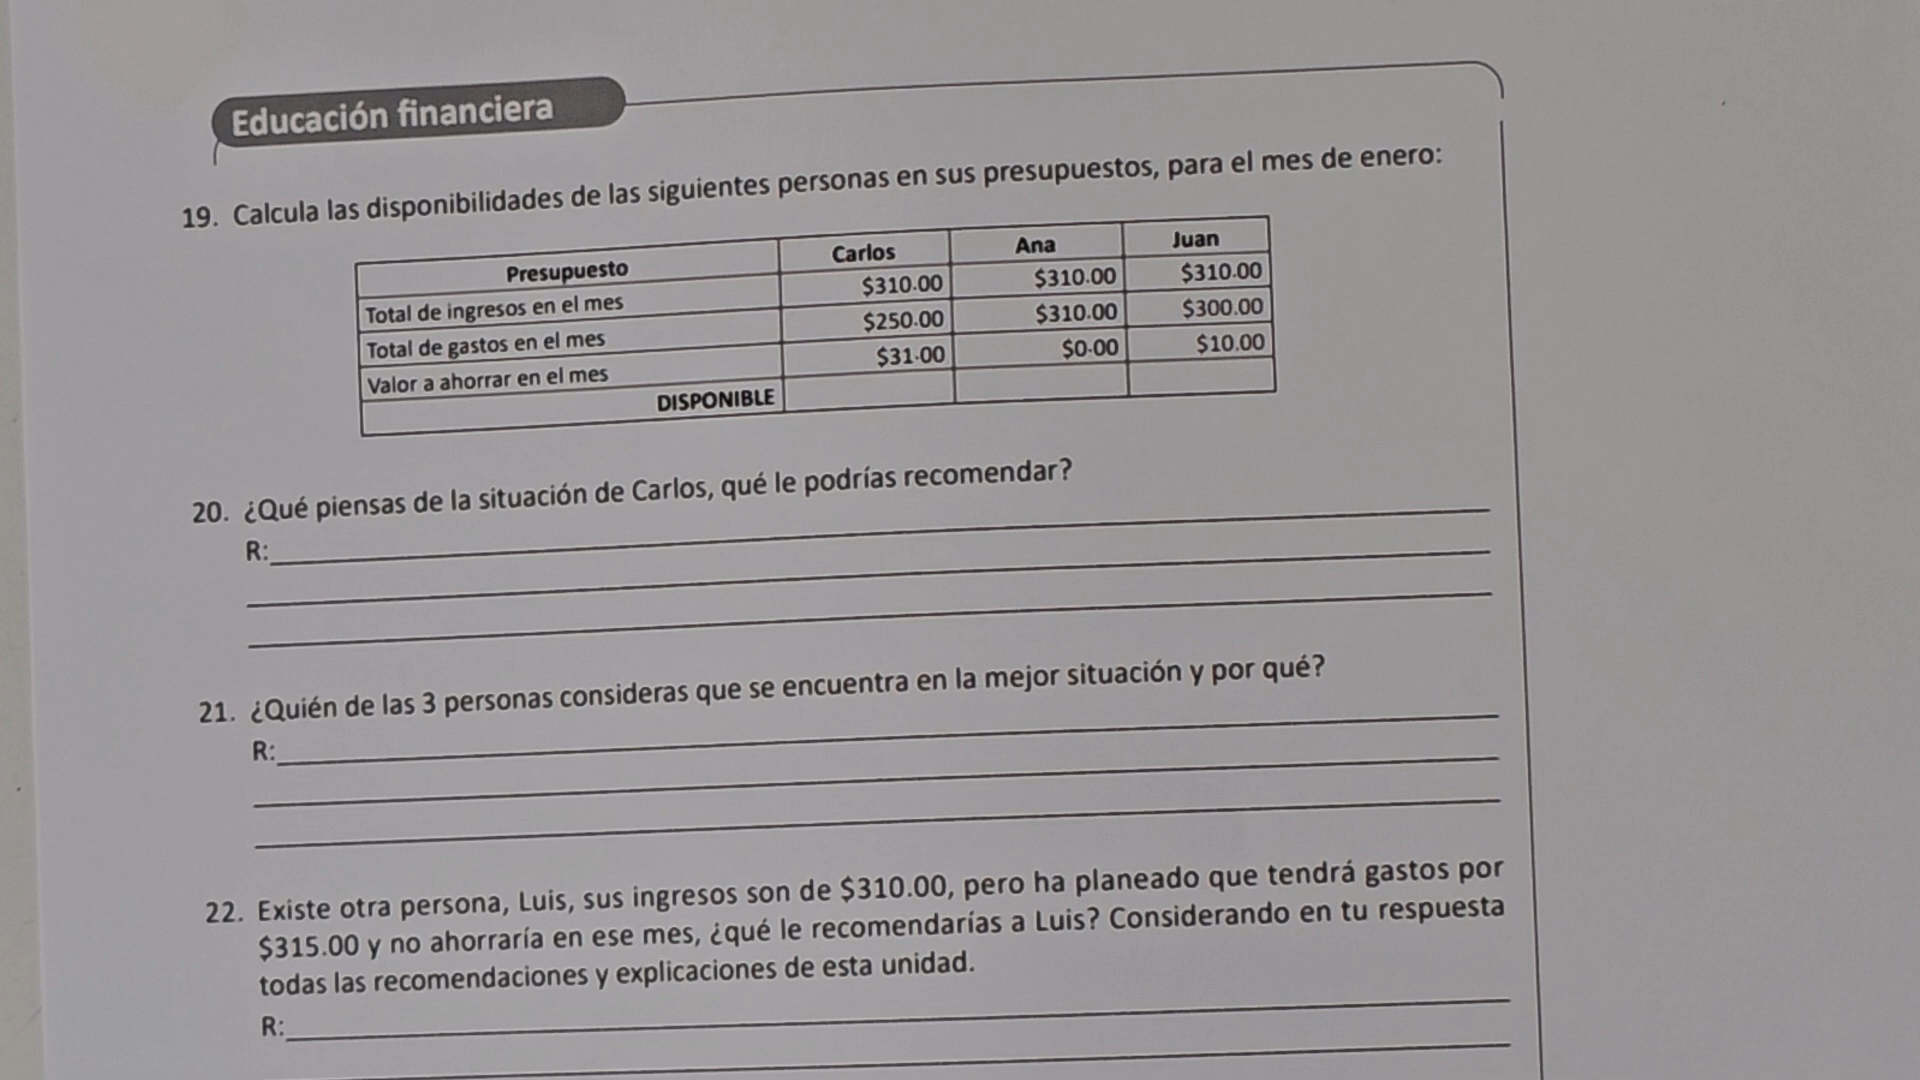 Educación financiera
19. Calcula las disponibilidades de las siguientes personas en sus presupuestos, para el mes de enero:
Presupuesto Carlos Ana Juan
Total de ingresos en el mes $310.00 $310.00 $310.00
Total de gastos en el mes $250.00 $310.00 $300.00
Valor a ahorrar en el mes $31.00 $0.00 $10.00
DISPONIBLE
20. ¿Qué piensas de la situación de Carlos, qué le podrías recomendar?
R:
21. ¿Quién de las 3 personas consideras que se encuentra en la mejor situación y por qué?
R:
22. Existe otra persona, Luis, sus ingresos son de $310.00, pero ha planeado que tendrá gastos por
$315.00 y no ahorraría en ese mes, ¿qué le recomendarías a Luis? Considerando en tu respuesta
todas las recomendaciones y explicaciones de esta unidad.
R: